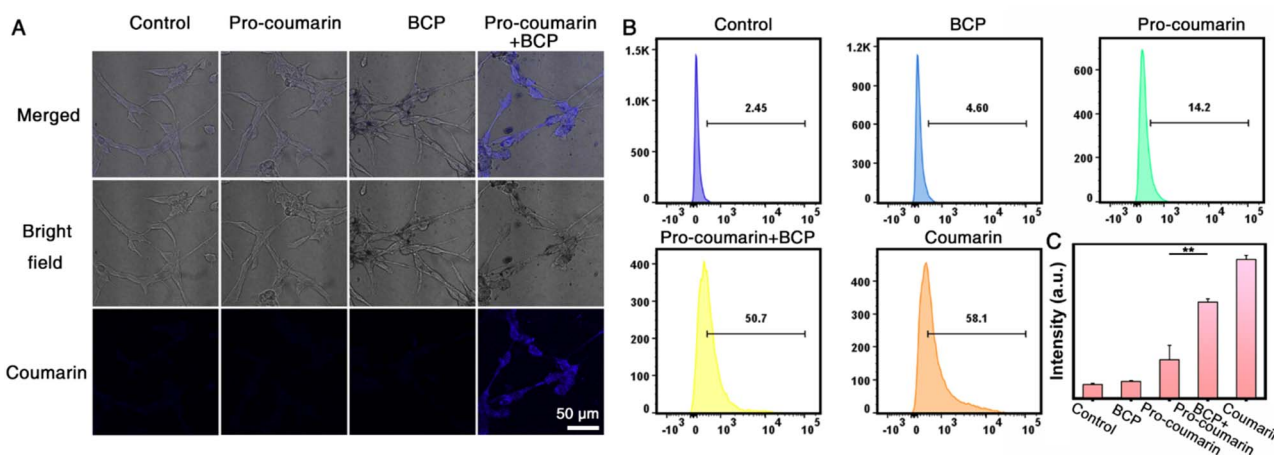 A
Control
Pro-coumarin
BCP
Pro-coumarin
+BCP
Merged
Bright
field
Coumarin
50 μm
B
Control
1.5K
1.0K
500
0
2.45
-10³ 0 10³ 10⁴ 10⁵
BCP
1.2K
900
600
300
0
4.60
-10³ 0 10³ 10⁴ 10⁵
Pro-coumarin
600
400
200
0
14.2
-10³ 0 10³ 10⁴ 10⁵
Pro-coumarin+BCP
400
300
200
100
0
50.7
-10³ 0 10³ 10⁴ 10⁵
Coumarin
400
300
200
100
0
58.1
-10³ 0 10³ 10⁴ 10⁵
C
Intensity (a.u.)
**
Control
BCP
Pro-coumarin
BCP+
Pro-coumarin
Coumarin